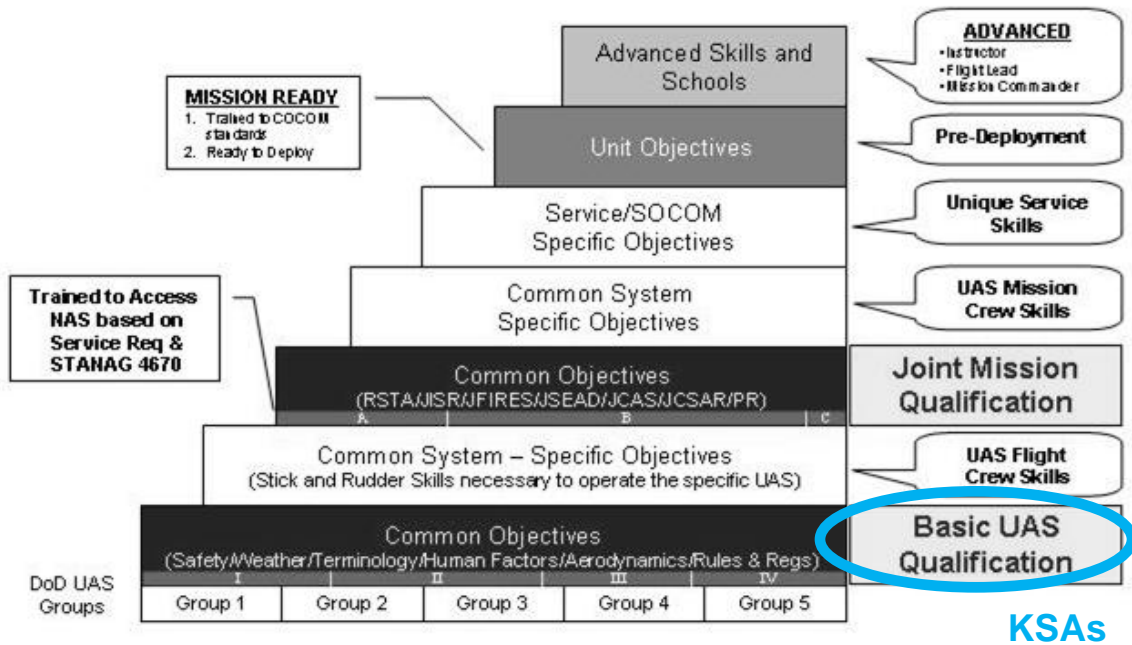 Advanced Skills and
Schools
ADVANCED
•Instructor
•Flight Lead
•Mission Commander
MISSION READY
1. Trained to COCOM
standards
2. Ready to Deploy
Unit Objectives
Pre-Deployment
Service/SOCOM
Specific Objectives
Unique Service
Skills
Trained to Access
NAS based on
Service Req &
STANAG 4670
Common System
Specific Objectives
UAS Mission
Crew Skills
Common Objectives
(RSTA/JISR/JFIRES/JSEAD/JCAS/JCSAR/PR)
A B C
Joint Mission
Qualification
Common System – Specific Objectives
(Stick and Rudder Skills necessary to operate the specific UAS)
UAS Flight
Crew Skills
Common Objectives
(Safety/Weather/Terminology/Human Factors/Aerodynamics/Rules & Regs)
I II III IV
Basic UAS
Qualification
DoD UAS
Groups
Group 1 Group 2 Group 3 Group 4 Group 5
KSAs